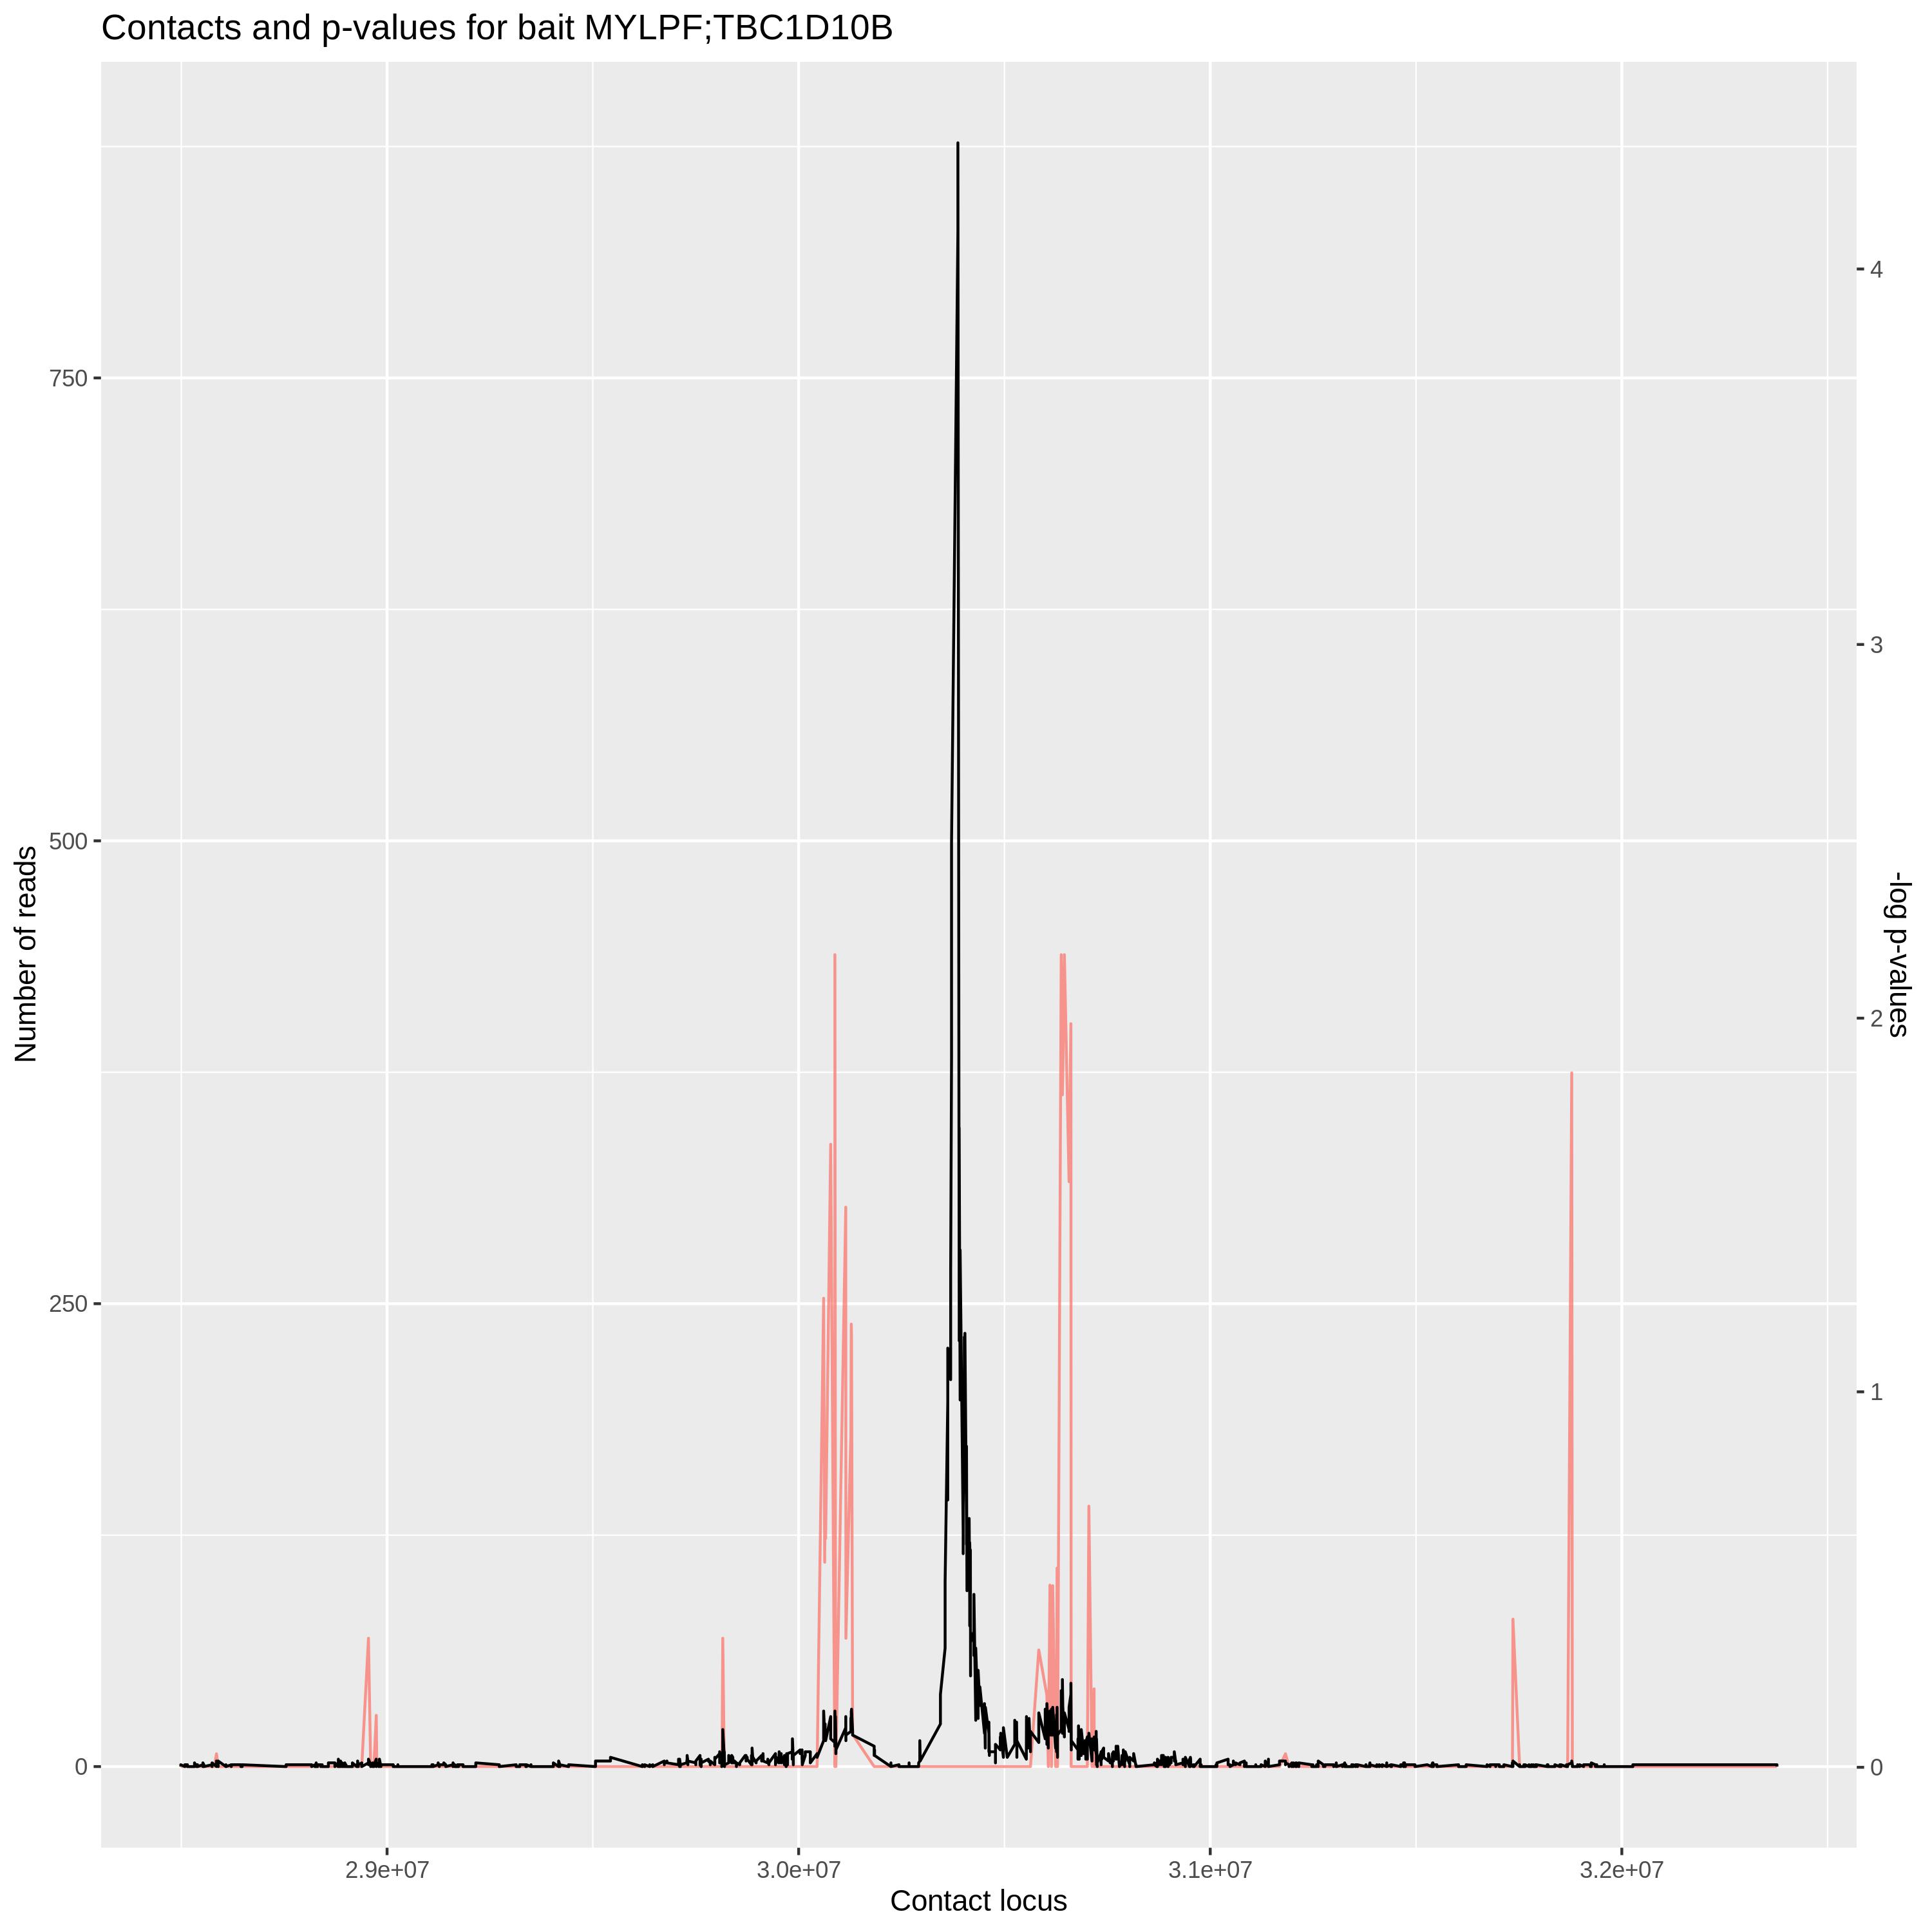 Contacts and p-values for bait MYLPF;TBC1D10B
Number of reads
750
500
250
0
4
3
2
1
0
-log p-values
2.9e+07
3.0e+07
3.1e+07
3.2e+07
Contact locus